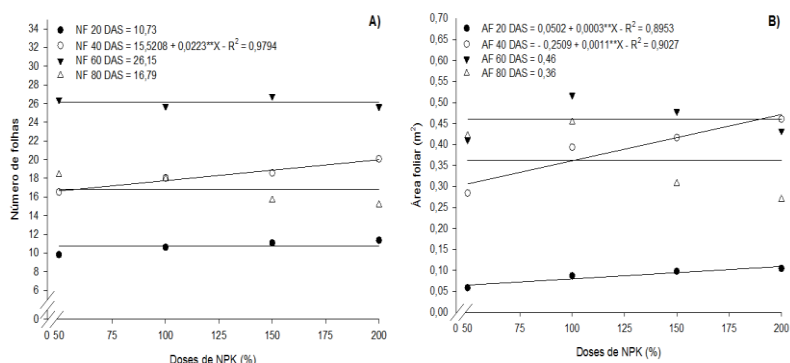 A)
NF 20 DAS = 10,73
NF 40 DAS = 15,5208 + 0,0223**X - R² = 0,9794
NF 60 DAS = 26,15
NF 80 DAS = 16,79
Número de folhas
34
32
30
28
26
24
22
20
18
16
14
12
10
8
6
0
0 50 75 100 125 150 175 200
Doses de NPK (%)
B)
AF 20 DAS = 0,0502 + 0,0003**X - R² = 0,8953
AF 40 DAS = - 0,2509 + 0,0011**X - R² = 0,9027
AF 60 DAS = 0,46
AF 80 DAS = 0,36
Área foliar (m²)
0,70
0,65
0,60
0,55
0,50
0,45
0,40
0,35
0,30
0,25
0,20
0,15
0,10
0,05
0,00
0 50 75 100 125 150 175 200
Doses de NPK (%)